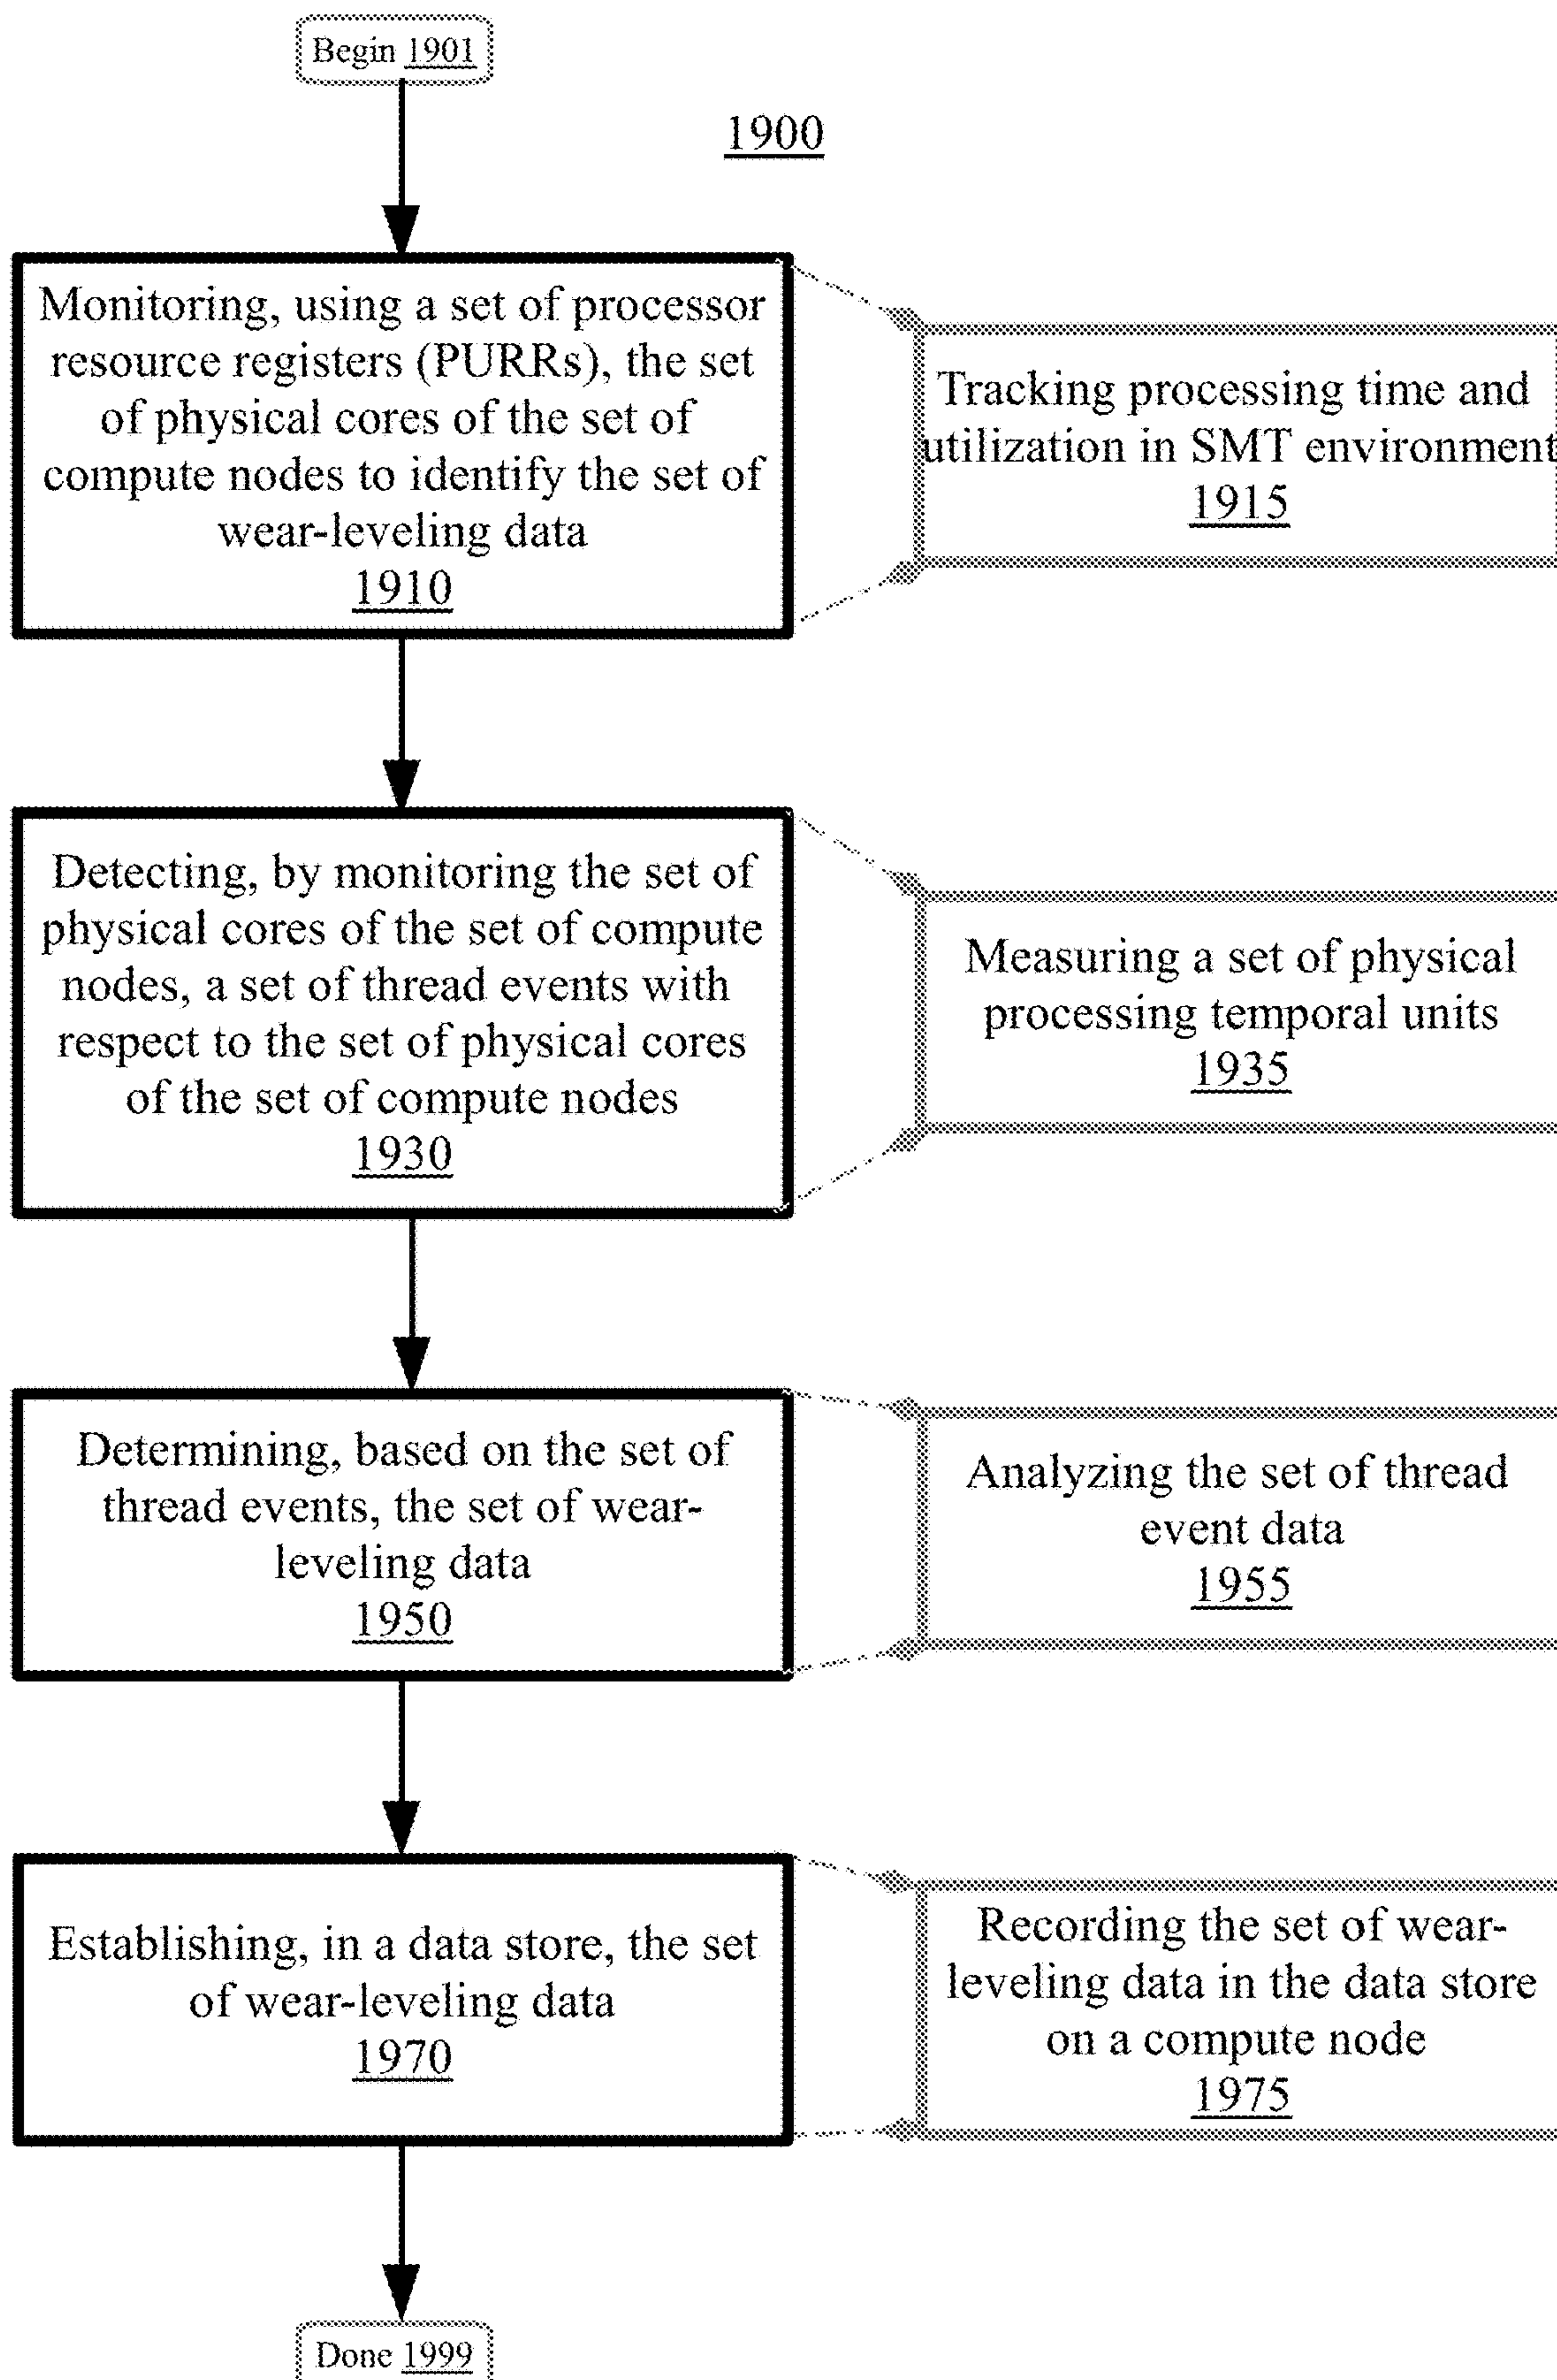 Begin 1901
1900
Monitoring, using a set of processor
resource registers (PURRs), the set
of physical cores of the set of
compute nodes to identify the set of
wear-leveling data
1910
Tracking processing time and
utilization in SMT environment
1915
Detecting, by monitoring the set of
physical cores of the set of compute
nodes, a set of thread events with
respect to the set of physical cores
of the set of compute nodes
1930
Measuring a set of physical
processing temporal units
1935
Determining, based on the set of
thread events, the set of wear-
leveling data
1950
Analyzing the set of thread
event data
1955
Establishing, in a data store, the set
of wear-leveling data
1970
Recording the set of wear-
leveling data in the data store
on a compute node
1975
Done 1999